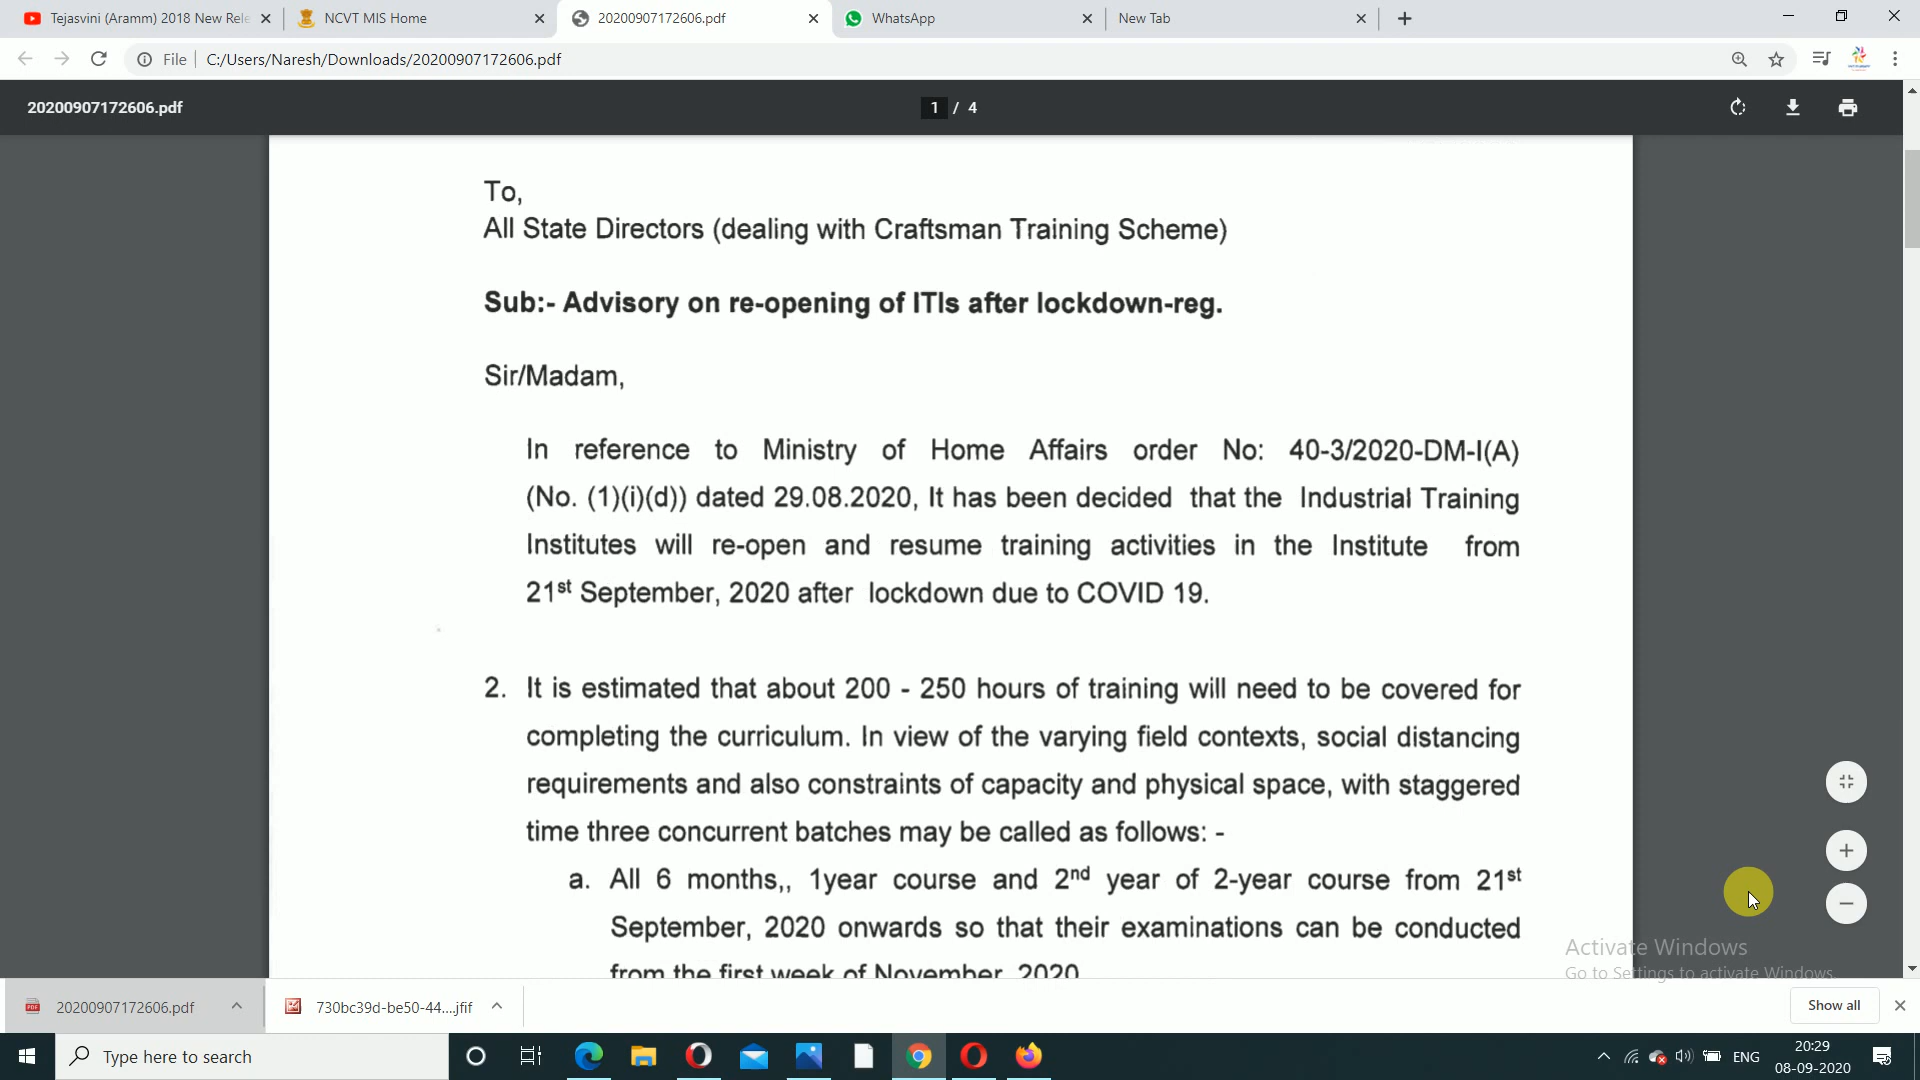 Tejasvini (Aramm) 2018 New Rele
NCVT MIS Home
20200907172606.pdf
WhatsApp
New Tab
File
C:/Users/Naresh/Downloads/20200907172606.pdf
20200907172606.pdf
1 / 4
To,
All State Directors (dealing with Craftsman Training Scheme)
Sub:- Advisory on re-opening of ITIs after lockdown-reg.
Sir/Madam,
In reference to Ministry of Home Affairs order No: 40-3/2020-DM-I(A)
(No. (1)(i)(d)) dated 29.08.2020, It has been decided that the Industrial Training
Institutes will re-open and resume training activities in the Institute from
21st September, 2020 after lockdown due to COVID 19.
2. It is estimated that about 200 - 250 hours of training will need to be covered for
completing the curriculum. In view of the varying field contexts, social distancing
requirements and also constraints of capacity and physical space, with staggered
time three concurrent batches may be called as follows: -
a. All 6 months,, 1year course and 2nd year of 2-year course from 21st
September, 2020 onwards so that their examinations can be conducted
from the first week of November, 2020
Activate Windows
Go to Settings to activate Windows.
20200907172606.pdf
730bc39d-be50-44....jfif
Show all
Type here to search
ENG
20:29
08-09-2020